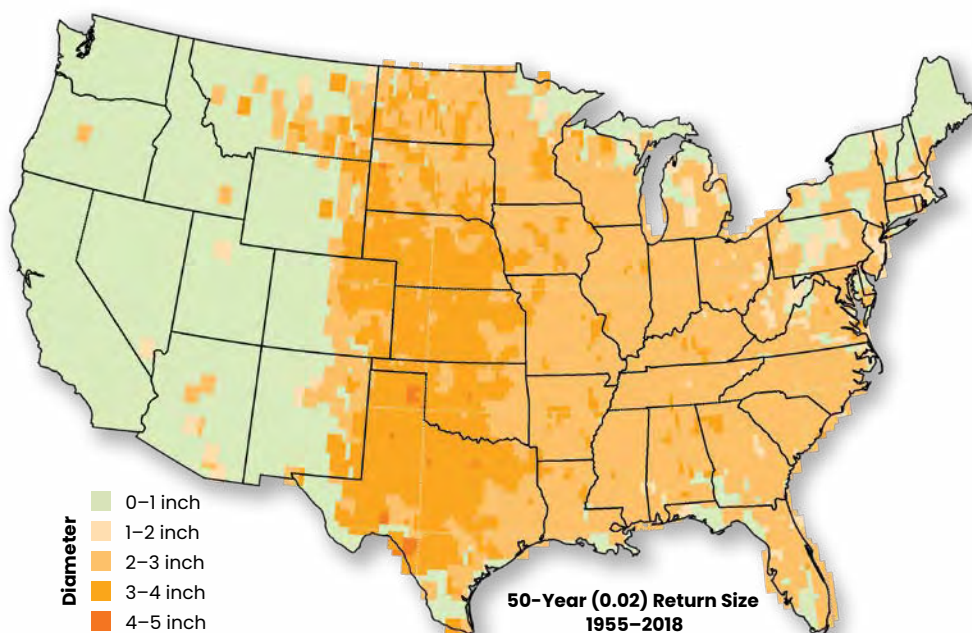 Diameter
0–1 inch
1–2 inch
2–3 inch
3–4 inch
4–5 inch
50-Year (0.02) Return Size
1955–2018